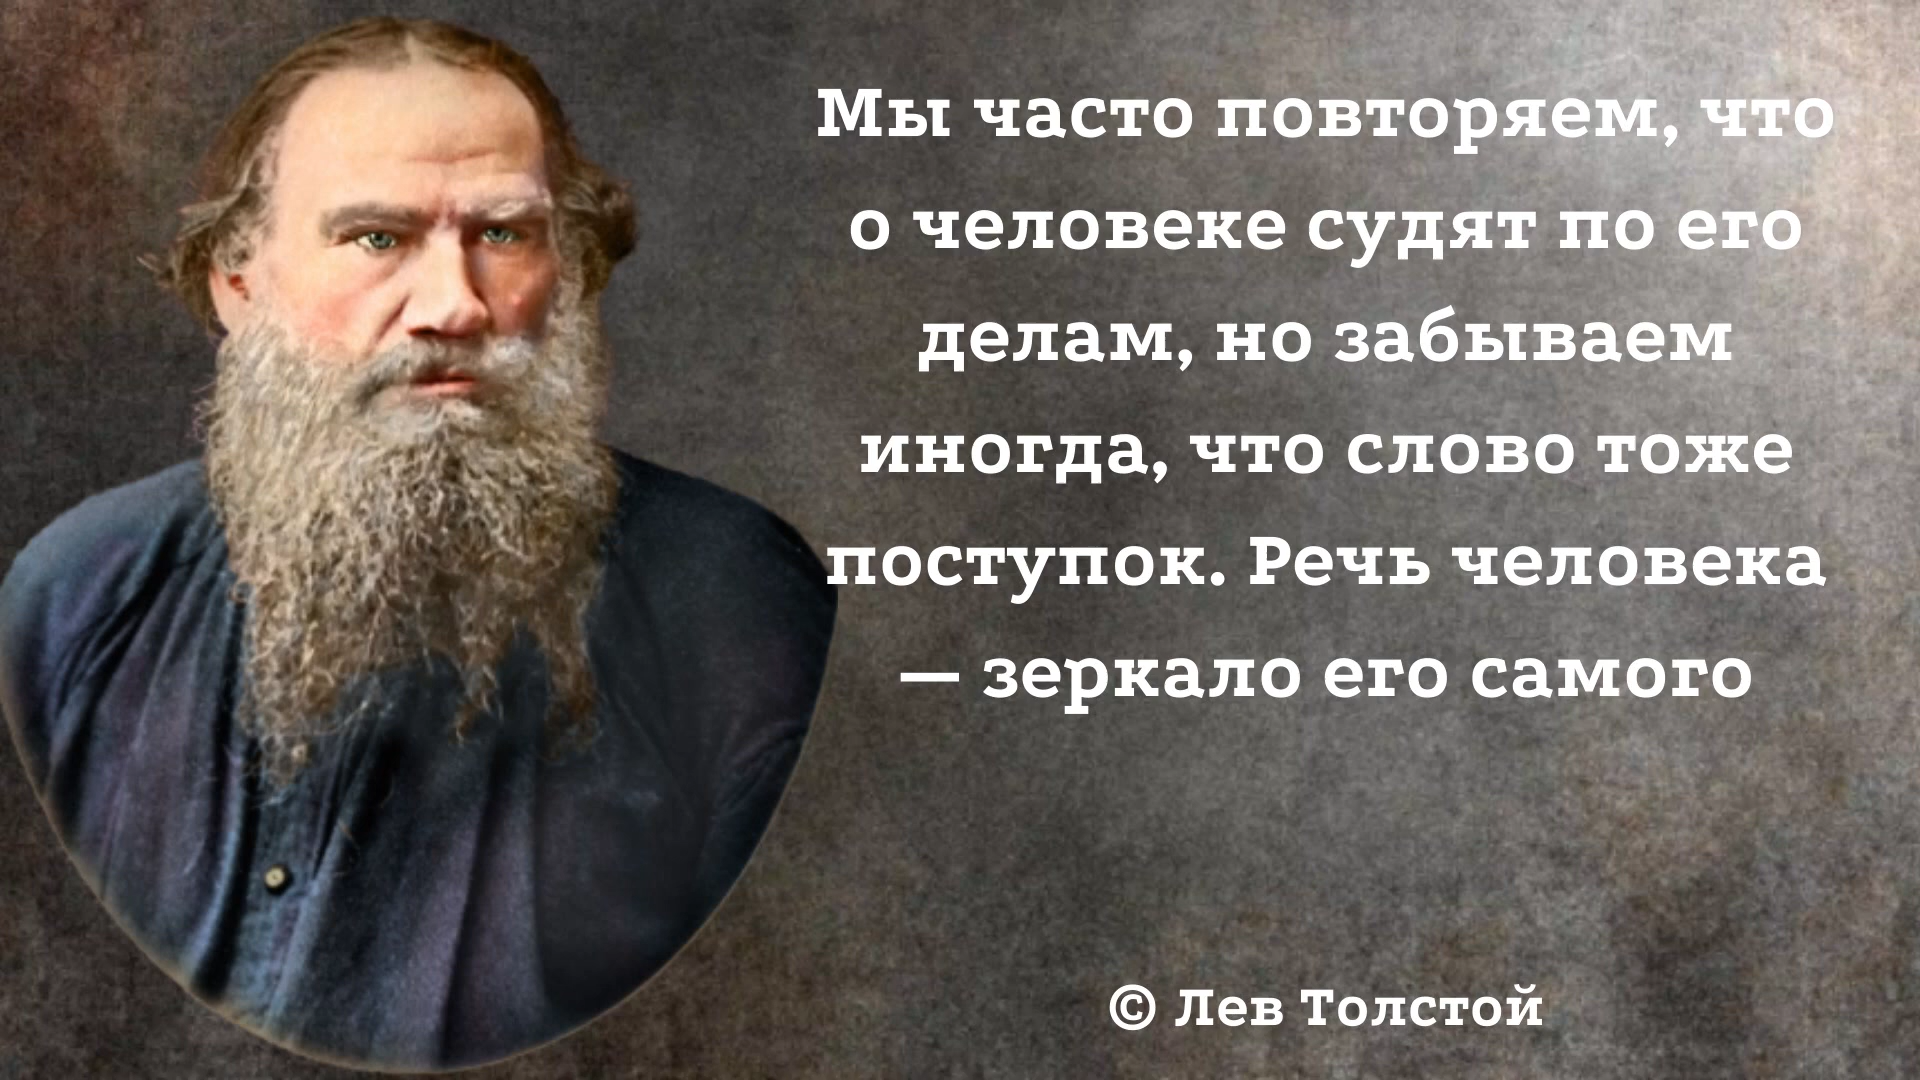 Мы часто повторяем, что
о человеке судят по его
делам, но забываем
иногда, что слово тоже
поступок. Речь человека
— зеркало его самого
© Лев Толстой